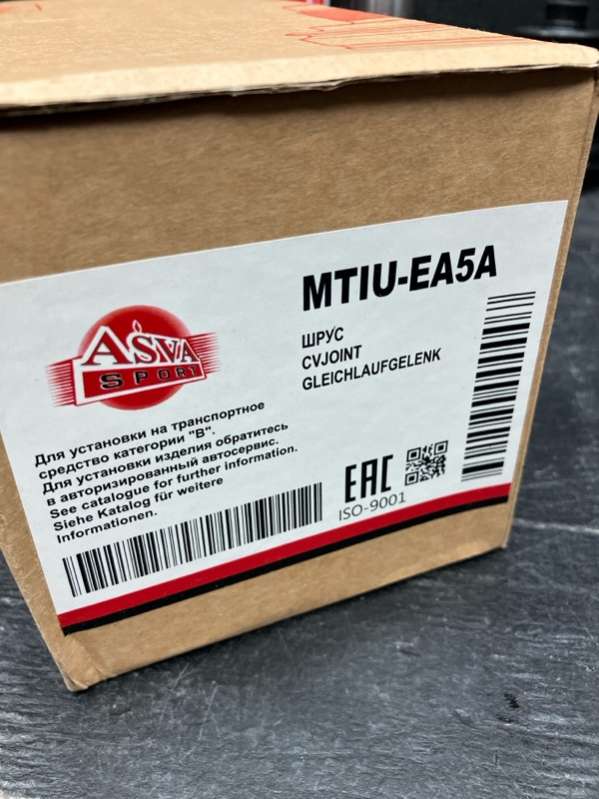 MTIU-EA5A
ШРУС
CVJOINT
GLEICHLAUFGELENK
ASVA
SPORT
Для установки на транспортное
средство категории "В".
Для установки изделия обратитесь
в авторизированный автосервис.
See catalogue for further information.
Siehe Katalog für weitere
Informationen.
EAC
ISO-9001